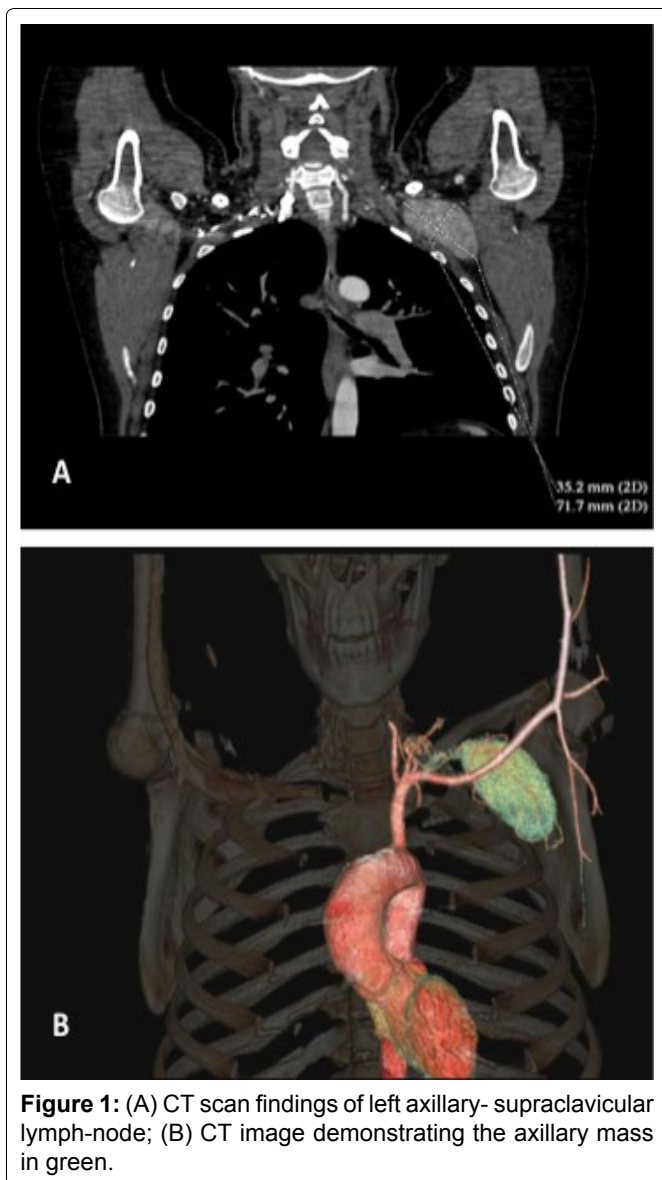 A
35.2 mm (2D)
71.7 mm (2D)
B
Figure 1: (A) CT scan findings of left axillary- supraclavicular
lymph-node; (B) CT image demonstrating the axillary mass
in green.